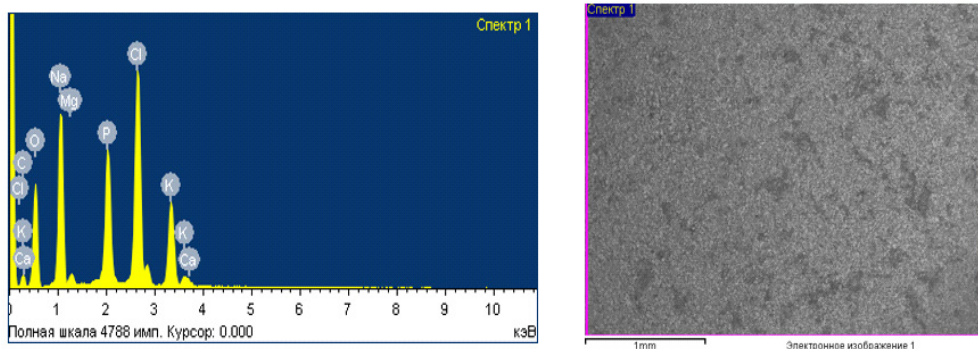 Спектр 1
Cl
Na
Mg
O
P
C
Cl
K
K
K
Ca
Ca
0 1 2 3 4 5 6 7 8 9 10
Полная шкала 4788 имп. Курсор: 0.000
кэВ
Спектр 1
1mm
Электронное изображение 1